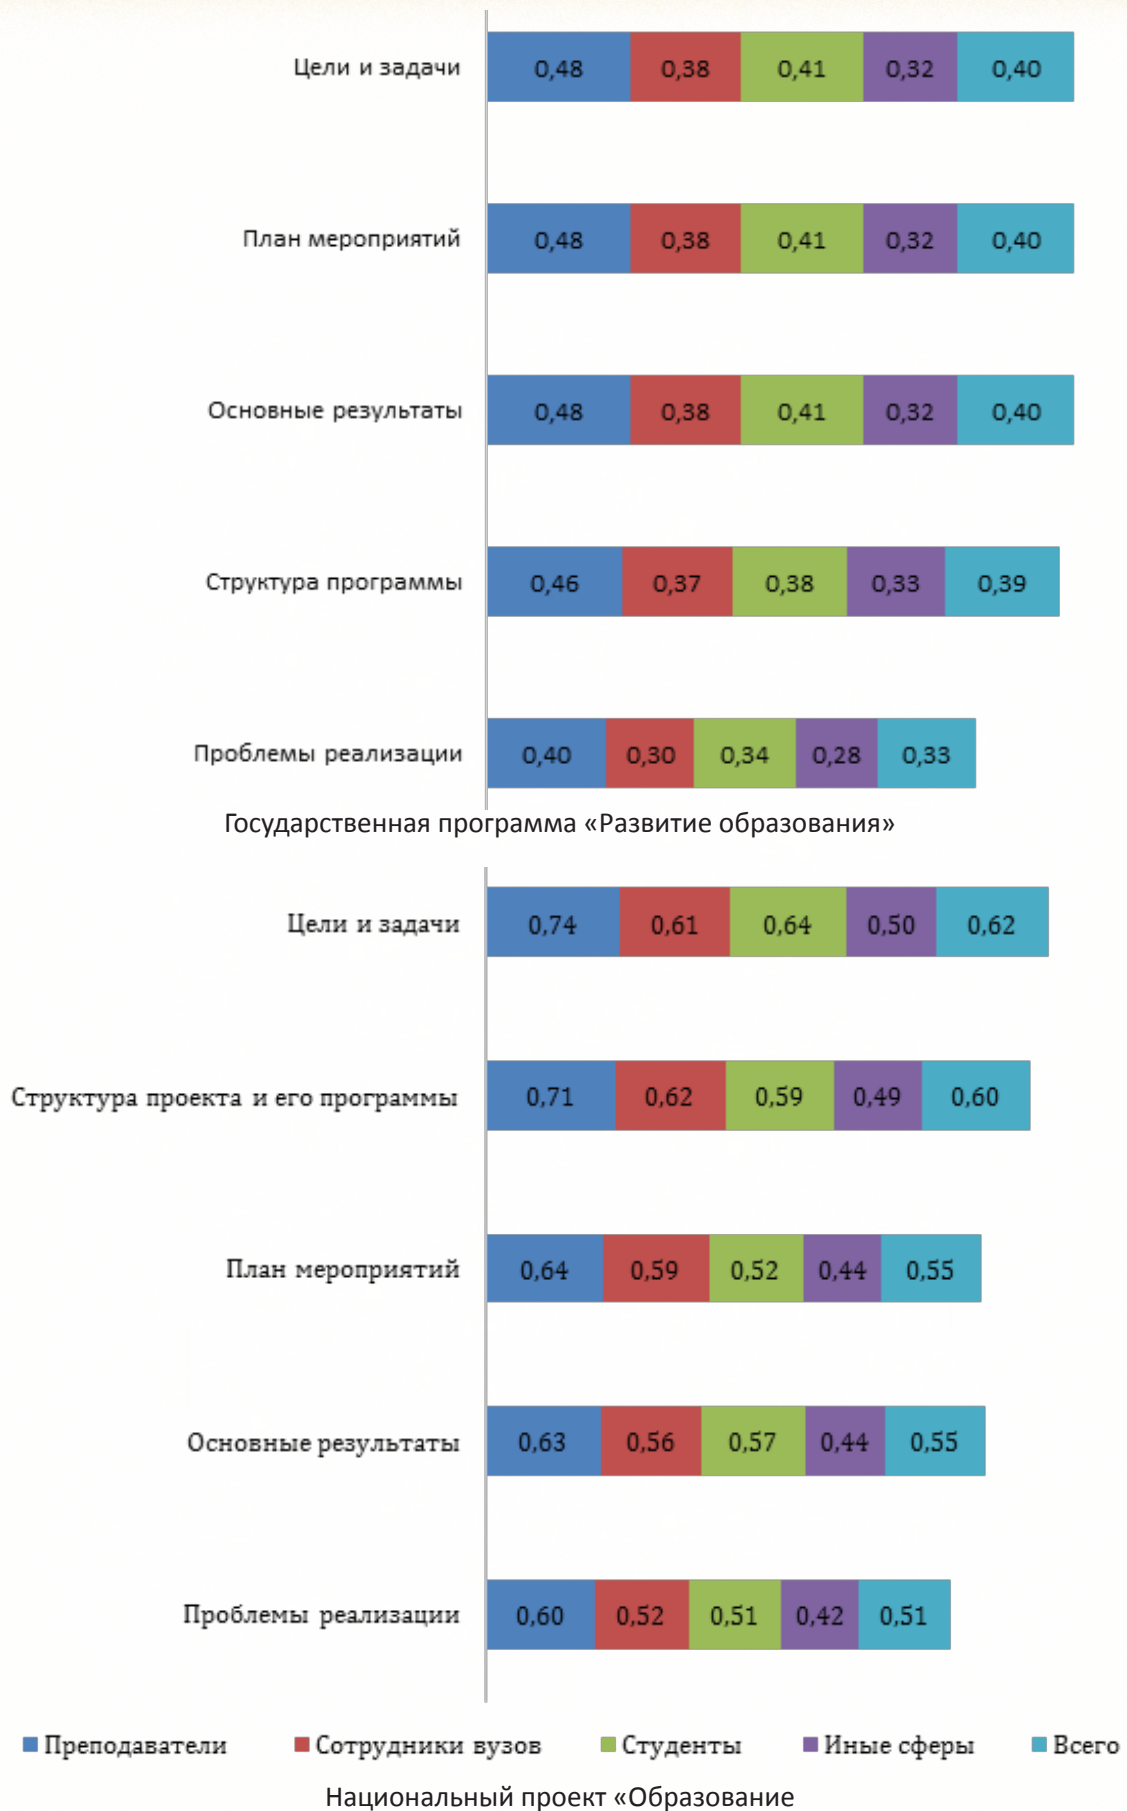 Цели и задачи 0,48 0,38 0,41 0,32 0,40
План мероприятий 0,48 0,38 0,41 0,32 0,40
Основные результаты 0,48 0,38 0,41 0,32 0,40
Структура программы 0,46 0,37 0,38 0,33 0,39
Проблемы реализации 0,40 0,30 0,34 0,28 0,33
Государственная программа «Развитие образования»
Цели и задачи 0,74 0,61 0,64 0,50 0,62
Структура проекта и его программы 0,71 0,62 0,59 0,49 0,60
План мероприятий 0,64 0,59 0,52 0,44 0,55
Основные результаты 0,63 0,56 0,57 0,44 0,55
Проблемы реализации 0,60 0,52 0,51 0,42 0,51
Преподаватели Сотрудники вузов Студенты Иные сферы Всего
Национальный проект «Образование